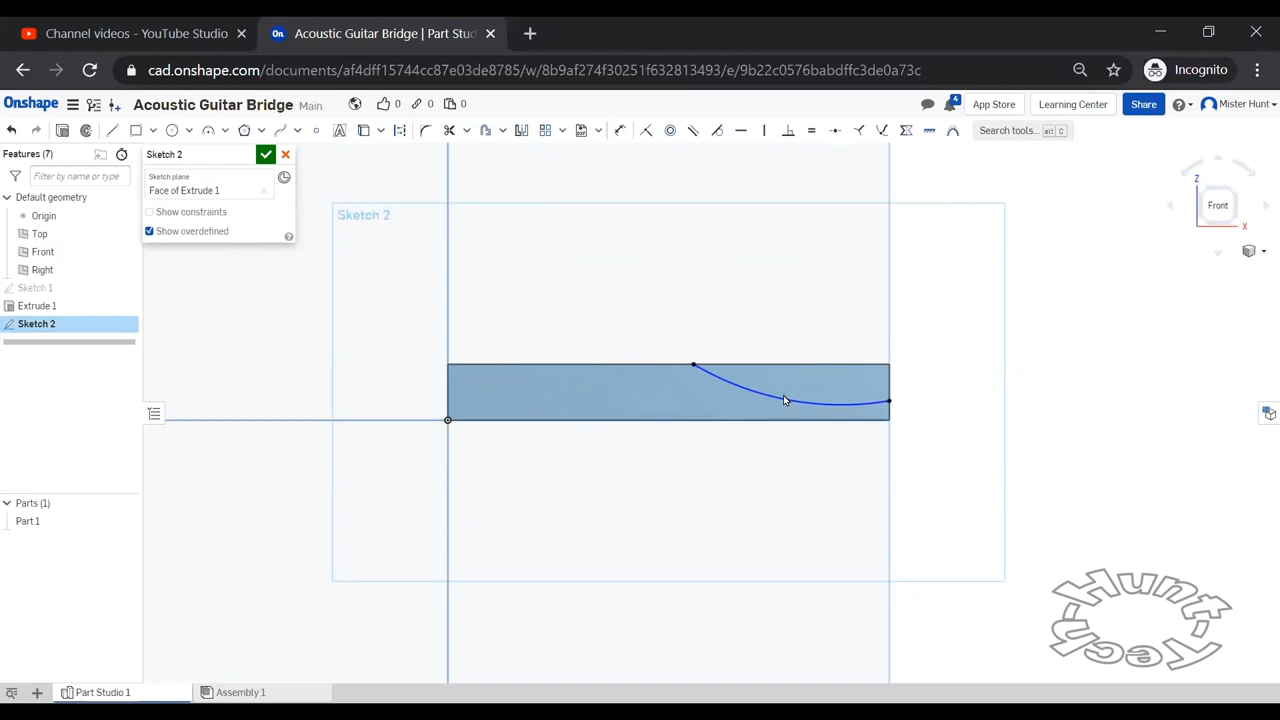 Channel videos - YouTube Studio
On Acoustic Guitar Bridge | Part Stud
cad.onshape.com/documents/af4dff15744cc87e03de8785/w/8b9af274f30251f632813493/e/9b22c0576babdffc3de0a73c
Incognito
Onshape
Acoustic Guitar Bridge Main
0
0
0
4
App Store
Learning Center
Share
Mister Hunt
Search tools... alt C
Features (7)
Filter by name or type
Default geometry
Origin
Top
Front
Right
Sketch 1
Extrude 1
Sketch 2
Sketch 2
Sketch plane
Face of Extrude 1
Show constraints
Show overdefined
Sketch 2
Z
Front
X
Parts (1)
Part 1
Hunt
Tech
Part Studio 1
Assembly 1